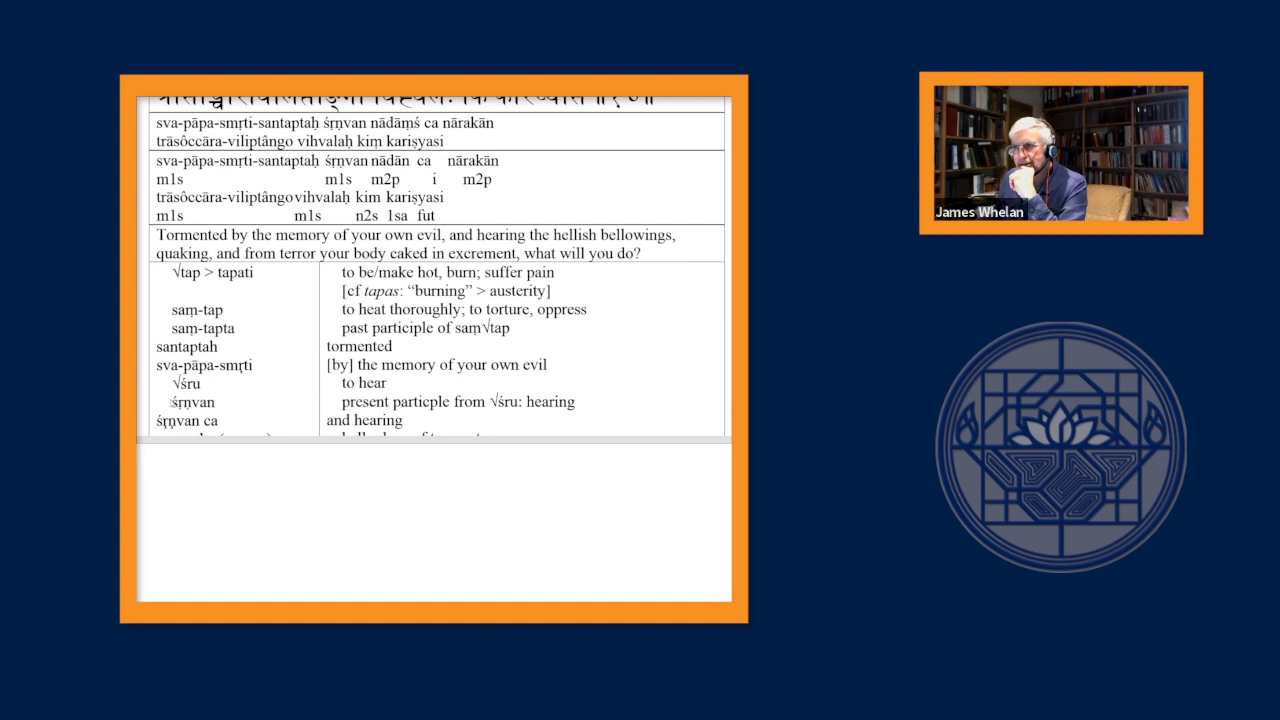 sva-pāpa-smṛti-santaptaḥ śṛṇvan nādāṃś ca nārakān
trāsôccāra-viliptângo vihvalaḥ kiṃ kariṣyasi
sva-pāpa-smṛti-santaptaḥ śṛṇvan nādān ca nārakān
m1s m1s m2p i m2p
trāsôccāra-viliptângo vihvalaḥ kim kariṣyasi
m1s m1s n2s 1sa fut
Tormented by the memory of your own evil, and hearing the hellish bellowings,
quaking, and from terror your body caked in excrement, what will you do?
√tap > tapati to be/make hot, burn; suffer pain
[cf tapas: “burning” > austerity]
saṃ-tap to heat thoroughly; to torture, oppress
saṃ-tapta past participle of saṃ√tap
santaptaḥ tormented
sva-pāpa-smṛti [by] the memory of your own evil
√śru to hear
śṛṇvan present particple from √śru: hearing
śṛṇvan ca and hearing
James Whelan